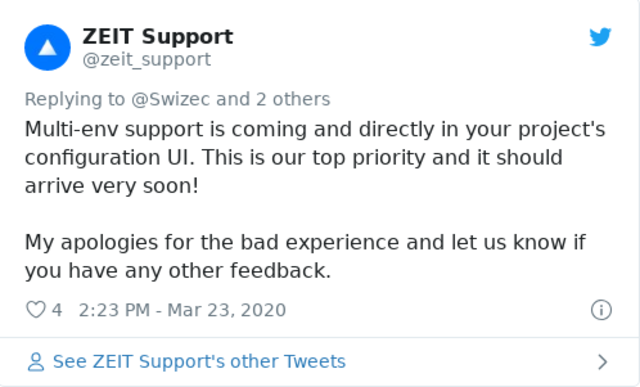 ZEIT Support
@zeit_support
Replying to @Swizec and 2 others
Multi-env support is coming and directly in your project's
configuration UI. This is our top priority and it should
arrive very soon!
My apologies for the bad experience and let us know if
you have any other feedback.
4 2:23 PM - Mar 23, 2020
See ZEIT Support's other Tweets